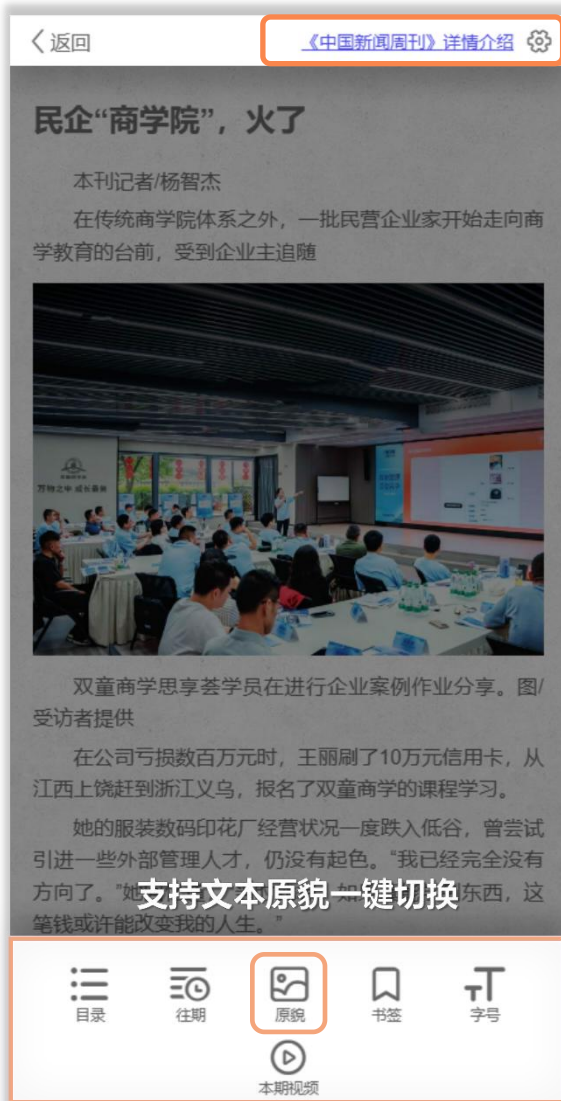 返回
《中国新闻周刊》详情介绍
民企“商学院”，火了
本刊记者/杨智杰
在传统商学院体系之外，一批民营企业家开始走向商
学教育的台前，受到企业主追随
万物之中 成长最美
双童商学思享荟学员在进行企业案例作业分享。图/
受访者提供
在公司亏损数百万元时，王丽刷了10万元信用卡，从
江西上饶赶到浙江义乌，报名了双童商学的课程学习。
她的服装数码印花厂经营状况一度跌入低谷，曾尝试
引进一些外部管理人才，仍没有起色。“我已经完全没有
方向了。”她
东西，这
支持文本原貌一键切换
笔钱或许能改变我的人生。”
目录
往期
原貌
书签
字号
本期视频